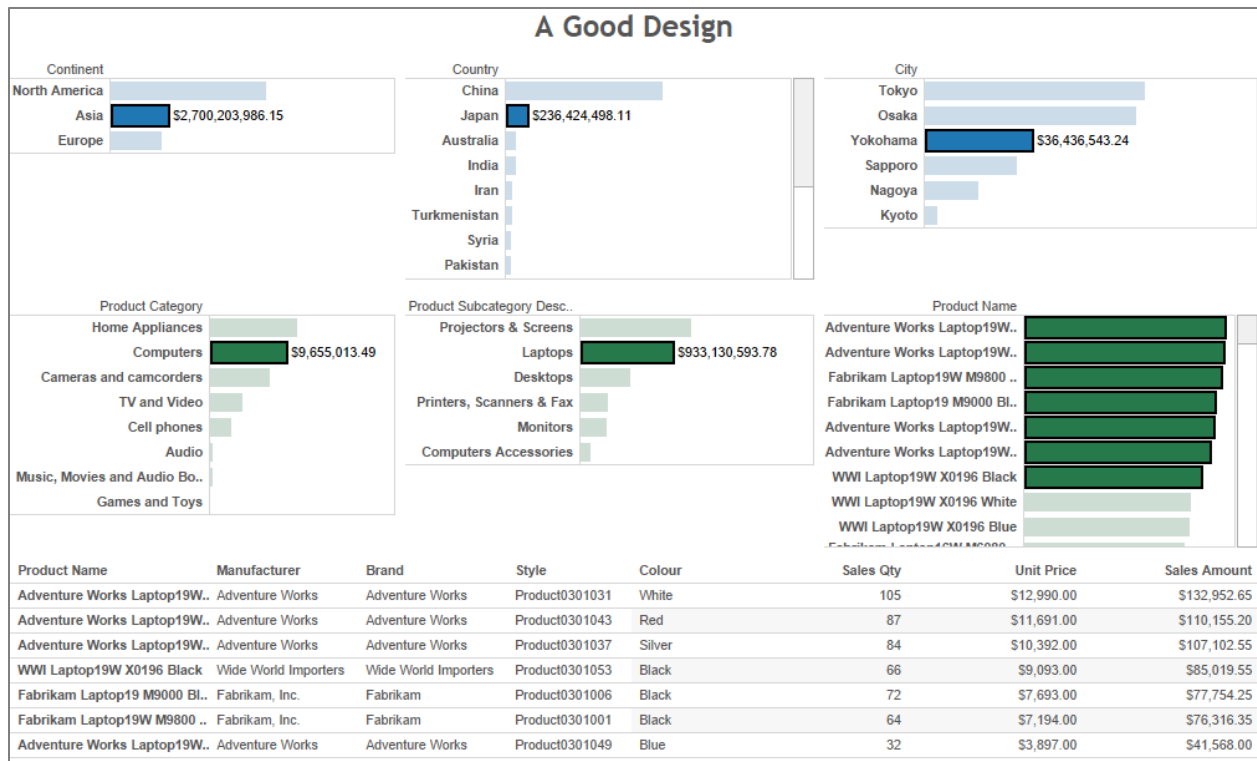 A Good Design
Continent
North America
Asia $2,700,203,986.15
Europe
Country
China
Japan $236,424,498.11
Australia
India
Iran
Turkmenistan
Syria
Pakistan
City
Tokyo
Osaka
Yokohama $36,436,543.24
Sapporo
Nagoya
Kyoto
Product Category
Home Appliances
Computers $9,655,013.49
Cameras and camcorders
TV and Video
Cell phones
Audio
Music, Movies and Audio Bo..
Games and Toys
Product Subcategory Desc..
Projectors & Screens
Laptops $933,130,593.78
Desktops
Printers, Scanners & Fax
Monitors
Computers Accessories
Product Name
Adventure Works Laptop19W..
Adventure Works Laptop19W..
Fabrikam Laptop19W M9800 ..
Fabrikam Laptop19 M9000 Bl..
Adventure Works Laptop19W..
Adventure Works Laptop19W..
WWI Laptop19W X0196 Black
WWI Laptop19W X0196 White
WWI Laptop19W X0196 Blue
Product Name Manufacturer Brand Style Colour Sales Qty Unit Price Sales Amount
Adventure Works Laptop19W.. Adventure Works Adventure Works Product0301031 White 105 $12,990.00 $132,952.65
Adventure Works Laptop19W.. Adventure Works Adventure Works Product0301043 Red 87 $11,691.00 $110,155.20
Adventure Works Laptop19W.. Adventure Works Adventure Works Product0301037 Silver 84 $10,392.00 $107,102.55
WWI Laptop19W X0196 Black Wide World Importers Wide World Importers Product0301053 Black 66 $9,093.00 $85,019.55
Fabrikam Laptop19 M9000 Bl.. Fabrikam, Inc. Fabrikam Product0301006 Black 72 $7,693.00 $77,754.25
Fabrikam Laptop19W M9800 .. Fabrikam, Inc. Fabrikam Product0301001 Black 64 $7,194.00 $76,316.35
Adventure Works Laptop19W.. Adventure Works Adventure Works Product0301049 Blue 32 $3,897.00 $41,568.00